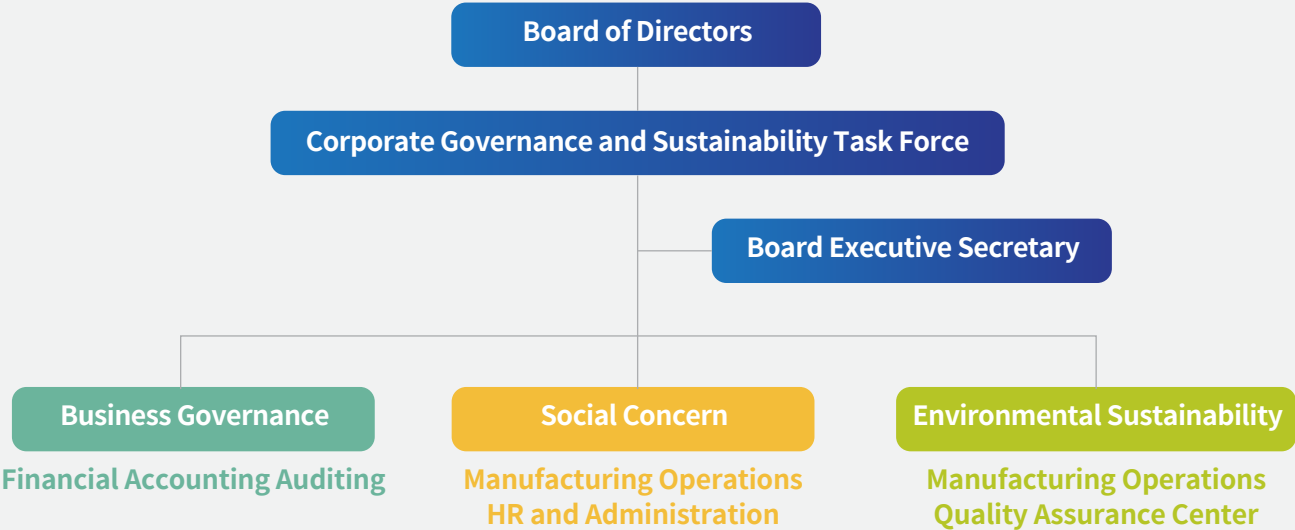 Board of Directors
Corporate Governance and Sustainability Task Force
Board Executive Secretary
Business Governance
Financial Accounting Auditing
Social Concern
Manufacturing Operations
HR and Administration
Environmental Sustainability
Manufacturing Operations
Quality Assurance Center